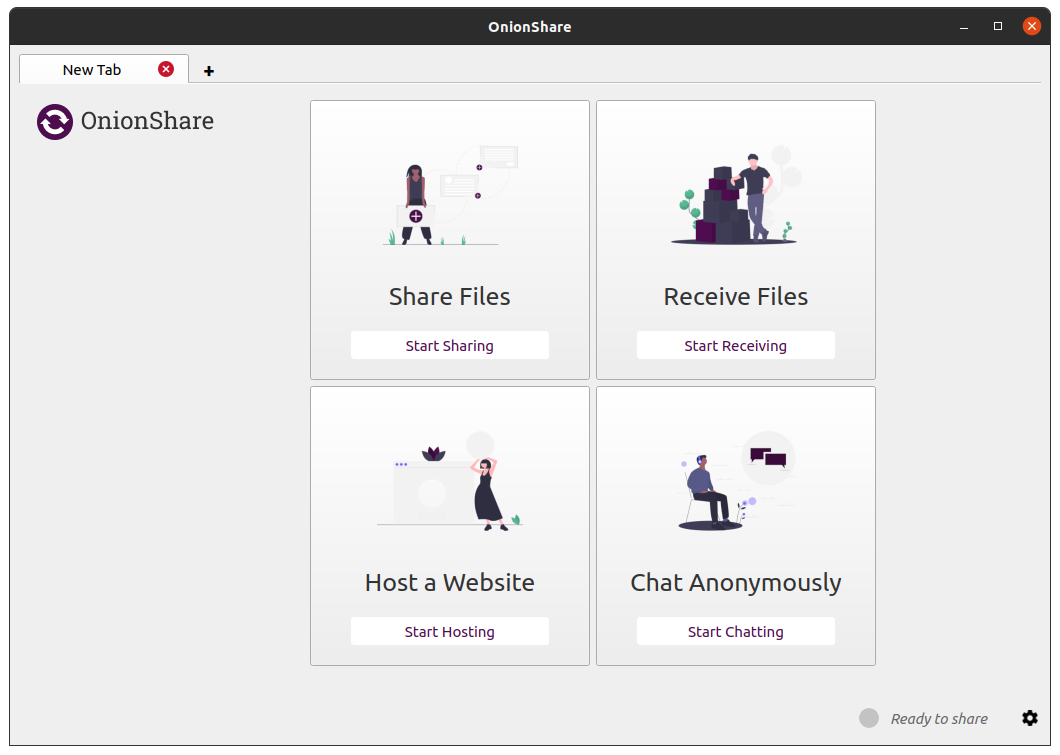 OnionShare
New Tab
OnionShare
Share Files
Start Sharing
Receive Files
Start Receiving
Host a Website
Start Hosting
Chat Anonymously
Start Chatting
Ready to share